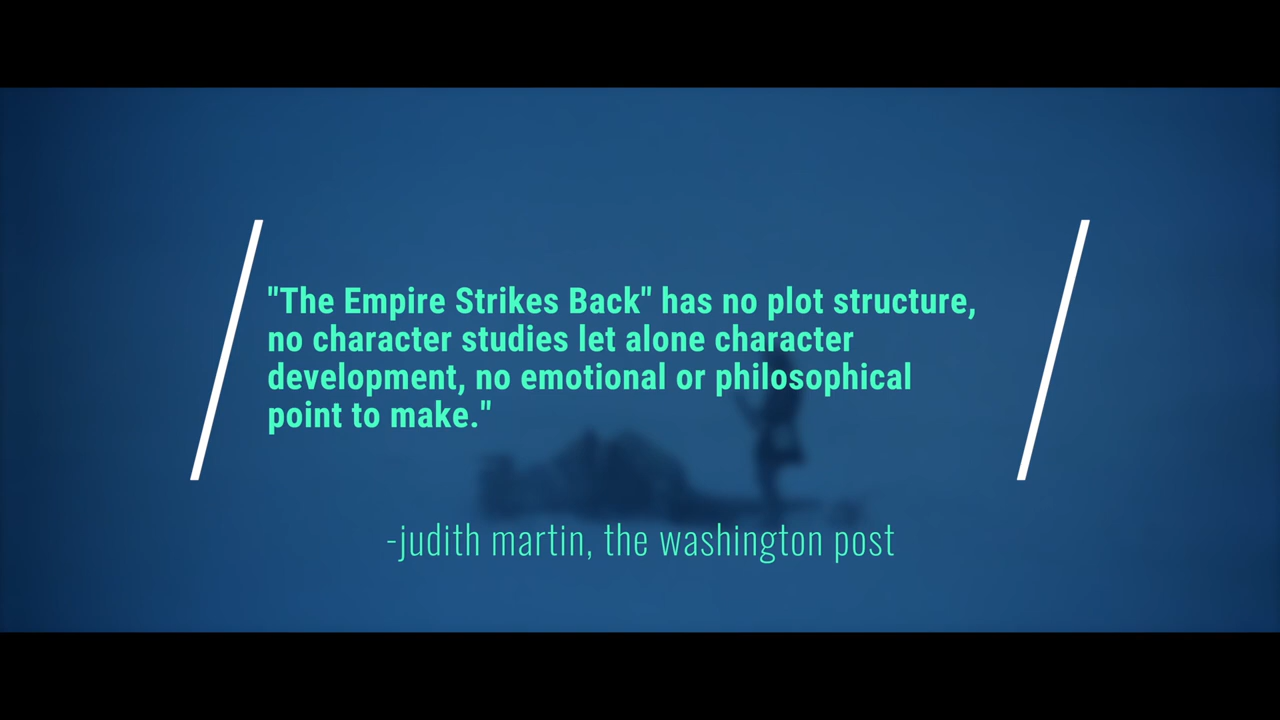 "The Empire Strikes Back" has no plot structure,
no character studies let alone character
development, no emotional or philosophical
point to make."
-judith martin, the washington post